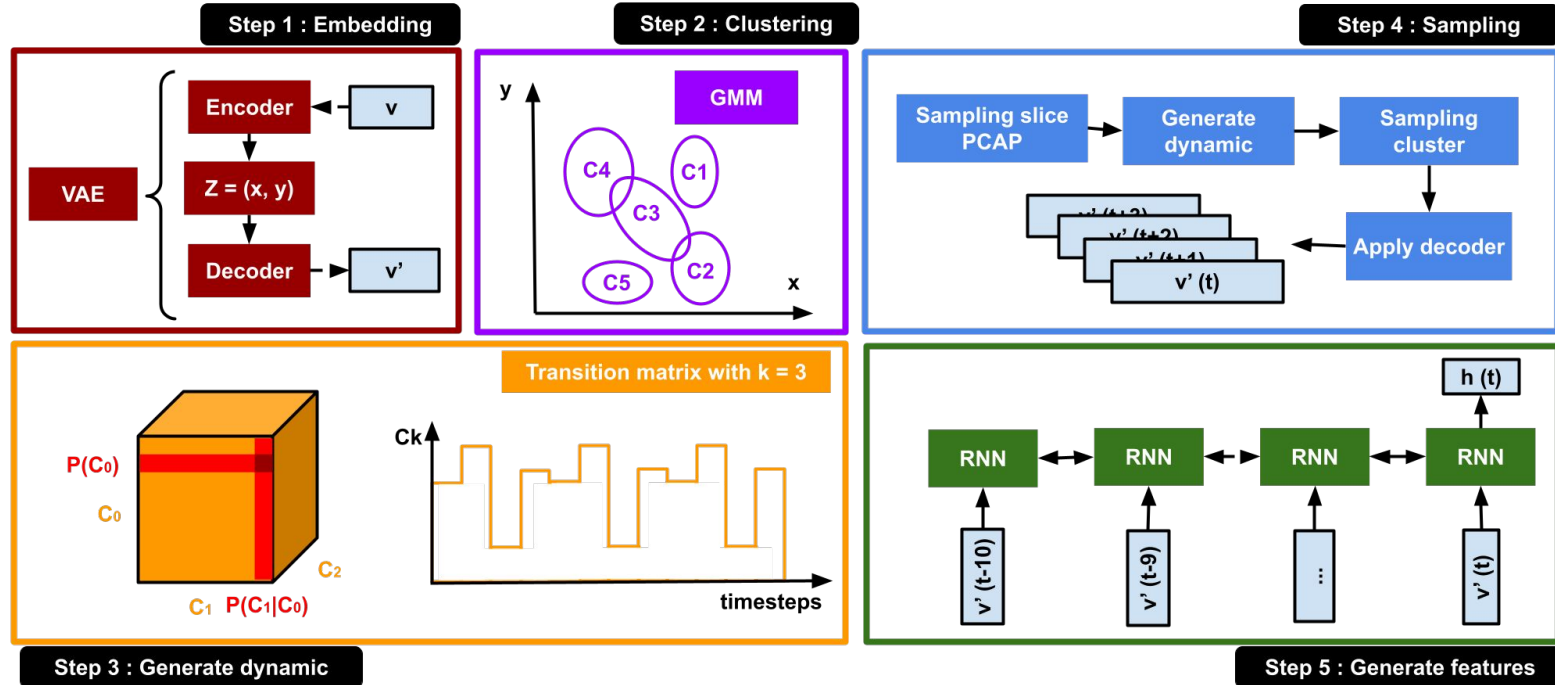 Step 1 : Embedding
VAE
Encoder
v
Z = (x, y)
Decoder
v'
Step 2 : Clustering
GMM
y
C4
C1
C3
C2
C5
x
Step 4 : Sampling
Sampling slice
PCAP
Generate
dynamic
Sampling
cluster
Apply decoder
v' (t+2)
v' (t+1)
v' (t)
Transition matrix with k = 3
P(C₀)
C₀
C₁
P(C₁|C₀)
C₂
Ck
timesteps
Step 3 : Generate dynamic
h (t)
RNN
RNN
RNN
RNN
v' (t-10)
v' (t-9)
...
v' (t)
Step 5 : Generate features